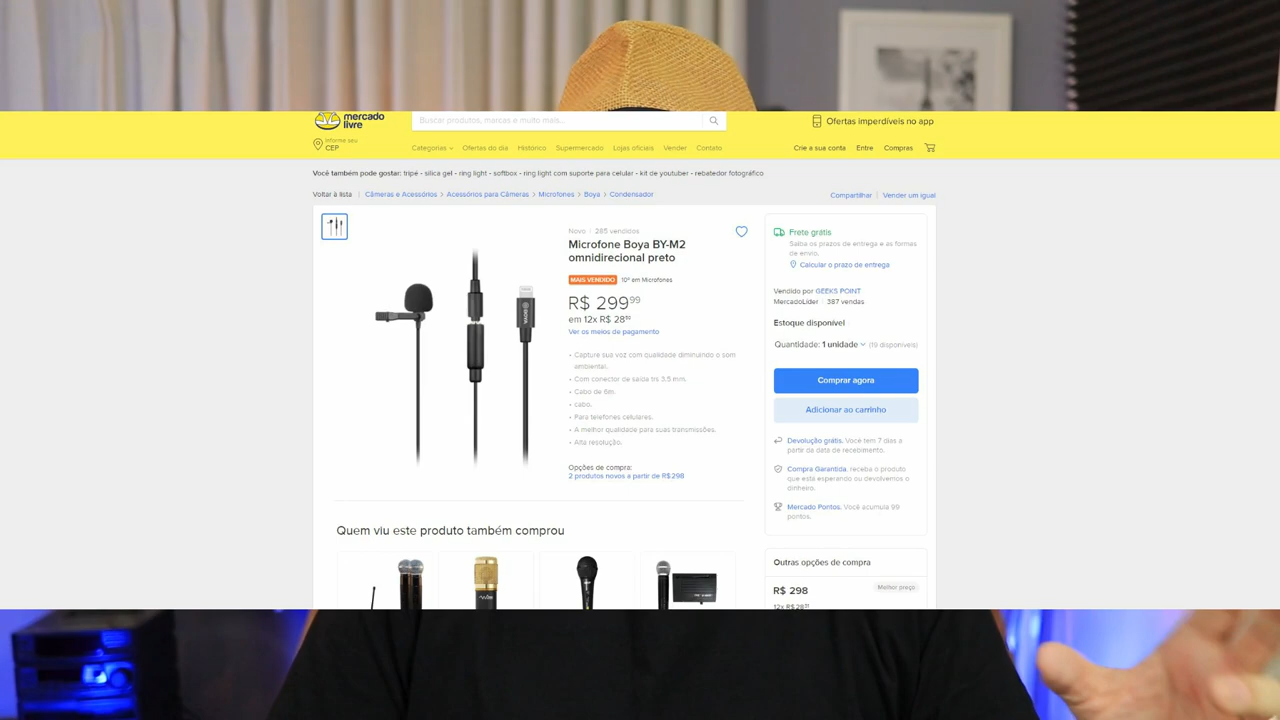 mercado
livre
Buscar produtos, marcas e muito mais...
Ofertas imperdíveis no app
Informe seu
CEP
Categorias
Ofertas do dia
Histórico
Supermercado
Lojas oficiais
Vender
Contato
Crie a sua conta
Entre
Compras
Você também pode gostar: tripé - silica gel - ring light - softbox - ring light com suporte para celular - kit de youtuber - rebatedor fotográfico
Voltar à lista | Câmeras e Acessórios > Acessórios para Câmeras > Microfones > Boya > Condensador
Compartilhar | Vender um igual
Novo | 285 vendidos
Microfone Boya BY-M2
omnidirecional preto
MAIS VENDIDO 10º em Microfones
R$ 299 99
em 12x R$ 28
Ver os meios de pagamento
• Capture sua voz com qualidade diminuindo o som
ambiental.
• Com conector de saída trs 3,5 mm.
• Cabo de 6m.
• cabo.
• Para telefones celulares.
• A melhor qualidade para suas transmissões.
• Alta resolução.
Opções de compra:
2 produtos novos a partir de R$ 298
BOYA
Frete grátis
Saiba os prazos de entrega e as formas
de envio.
Calcular o prazo de entrega
Vendido por GEEKS POINT
MercadoLíder | 387 vendas
Estoque disponível
Quantidade: 1 unidade (19 disponíveis)
Comprar agora
Adicionar ao carrinho
Devolução grátis. Você tem 7 dias a
partir da data de recebimento.
Compra Garantida, receba o produto
que está esperando ou devolvemos o
dinheiro.
Mercado Pontos. Você acumula 99
pontos.
Quem viu este produto também comprou
Outras opções de compra
R$ 298
Melhor preço
12x R$ 28